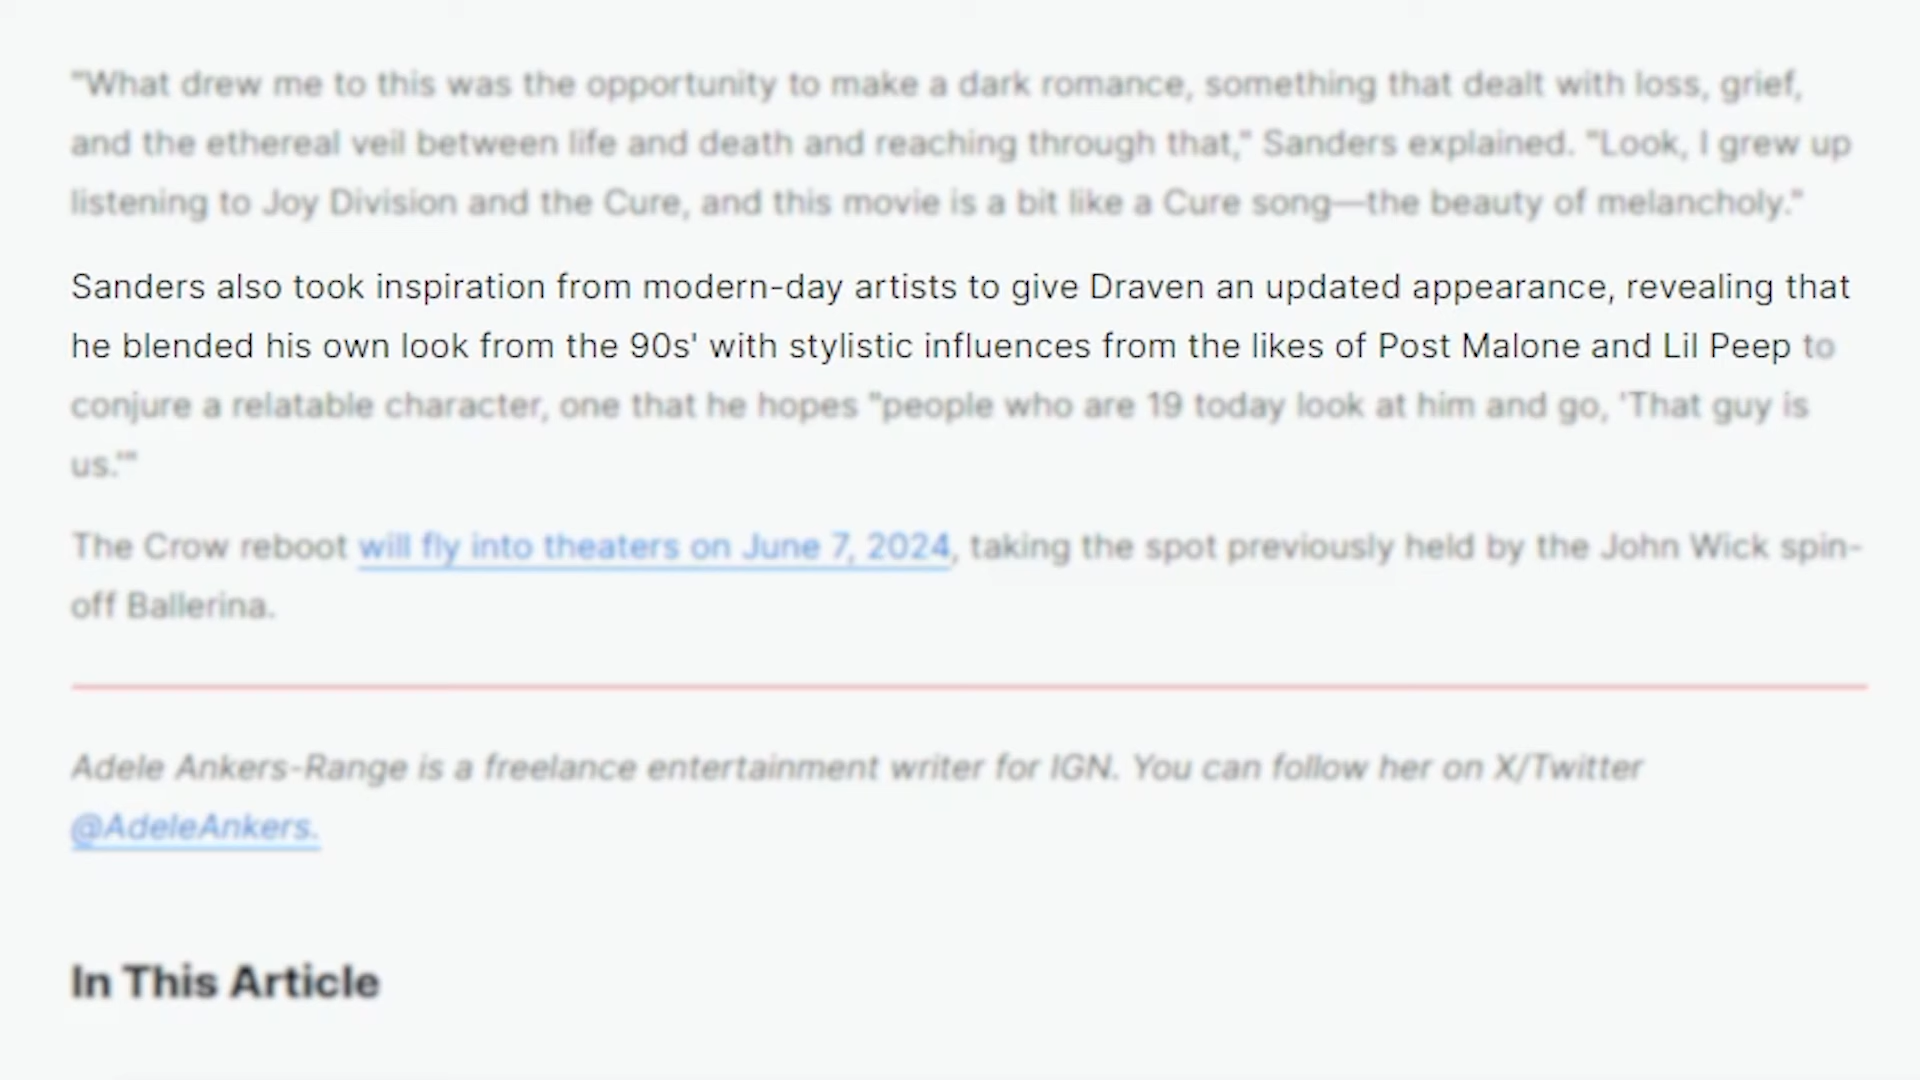 "What drew me to this was the opportunity to make a dark romance, something that dealt with loss, grief,
and the ethereal veil between life and death and reaching through that," Sanders explained. "Look, I grew up
listening to Joy Division and the Cure, and this movie is a bit like a Cure song—the beauty of melancholy."
Sanders also took inspiration from modern-day artists to give Draven an updated appearance, revealing that
he blended his own look from the 90s' with stylistic influences from the likes of Post Malone and Lil Peep to
conjure a relatable character, one that he hopes "people who are 19 today look at him and go, 'That guy is
us.'"
The Crow reboot will fly into theaters on June 7, 2024, taking the spot previously held by the John Wick spin-
off Ballerina.
Adele Ankers-Range is a freelance entertainment writer for IGN. You can follow her on X/Twitter
@AdeleAnkers.
In This Article